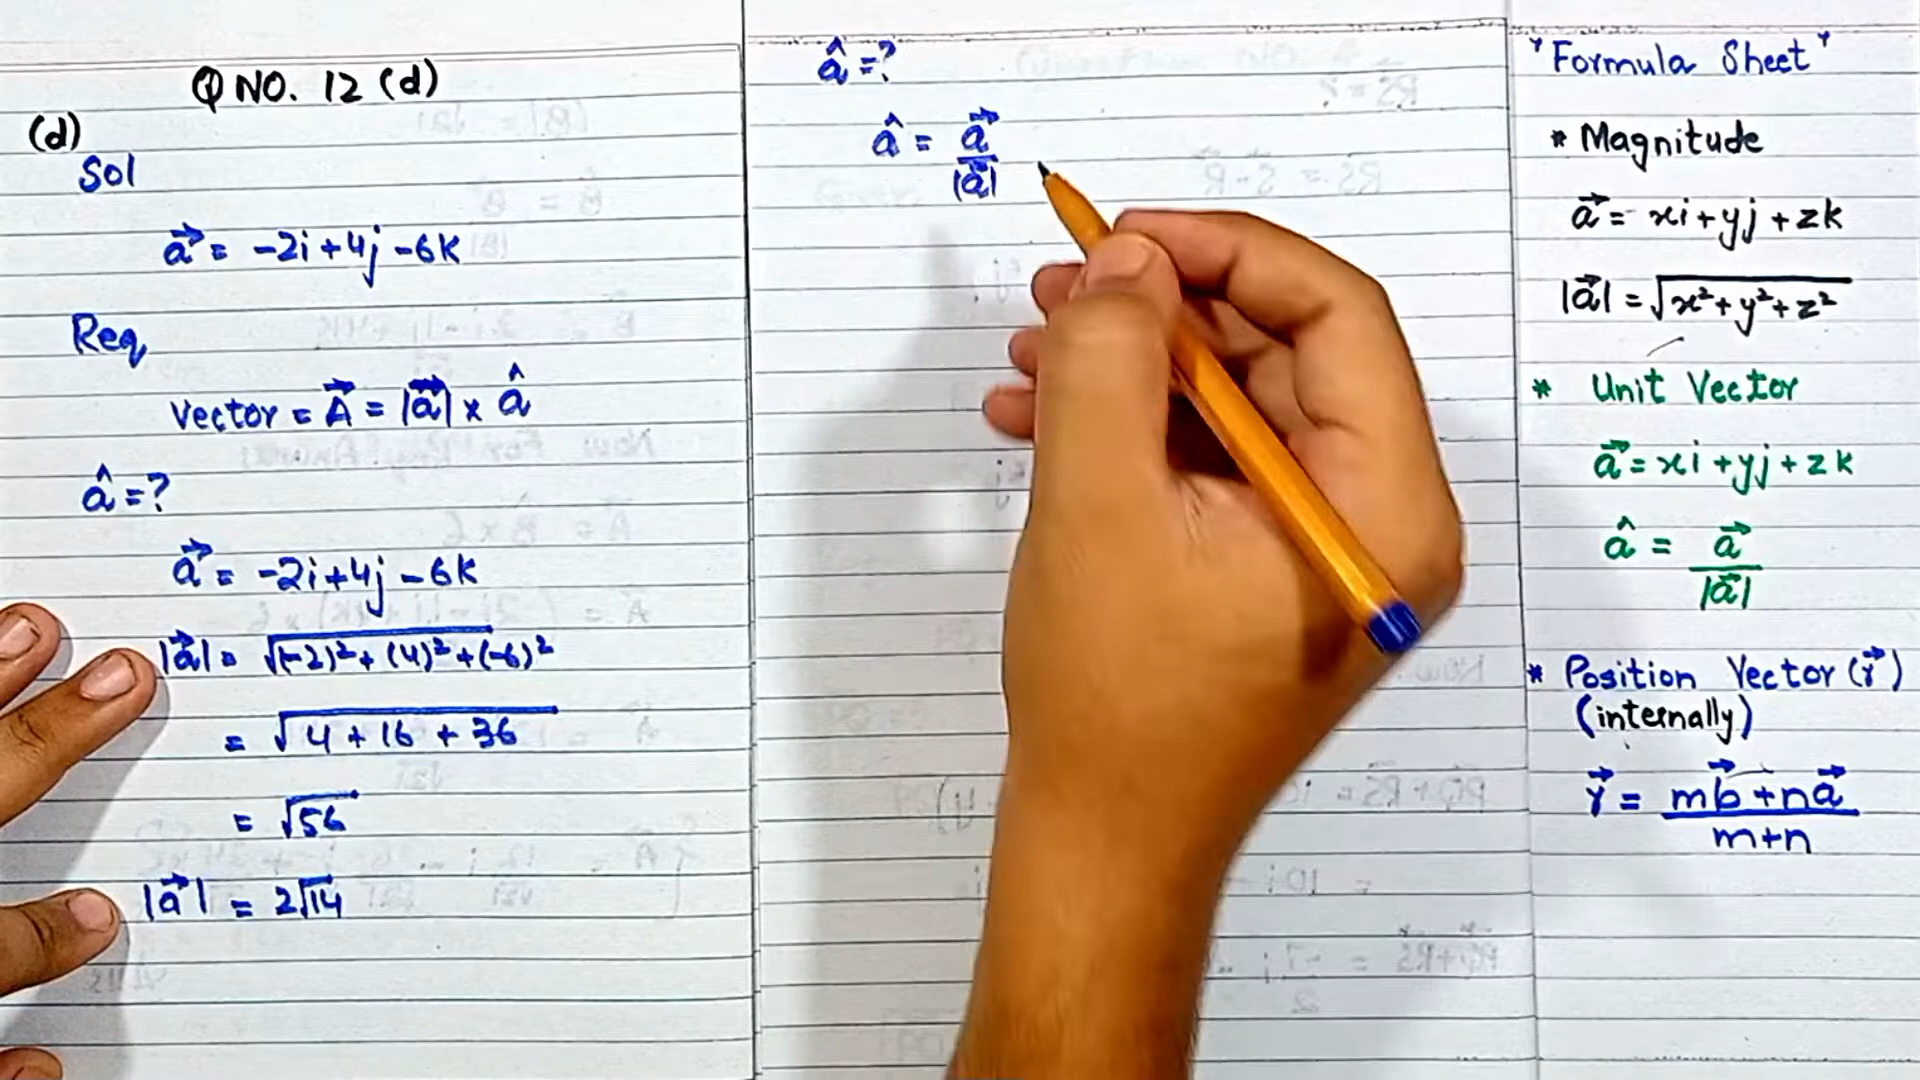 Q NO. 12 (d)
(d)
Sol
a⃗ = -2i+4j-6k
Req
Vector = A⃗ = |a⃗| x â
â =?
a⃗ = -2i+4j-6k
|a⃗| = √(-2)²+(4)²+(-6)²
= √4+16+36
= √56
|a⃗| = 2√14
â =?
â = a⃗
|a⃗|
"Formula Sheet"
* Magnitude
a⃗ = xi+yj+zk
|a⃗| = √x²+y²+z²
* Unit Vector
a⃗ = xi+yj+zk
â = a⃗
|a⃗|
* Position Vector (r⃗)
(internally)
r⃗ = mb⃗+na⃗
m+n